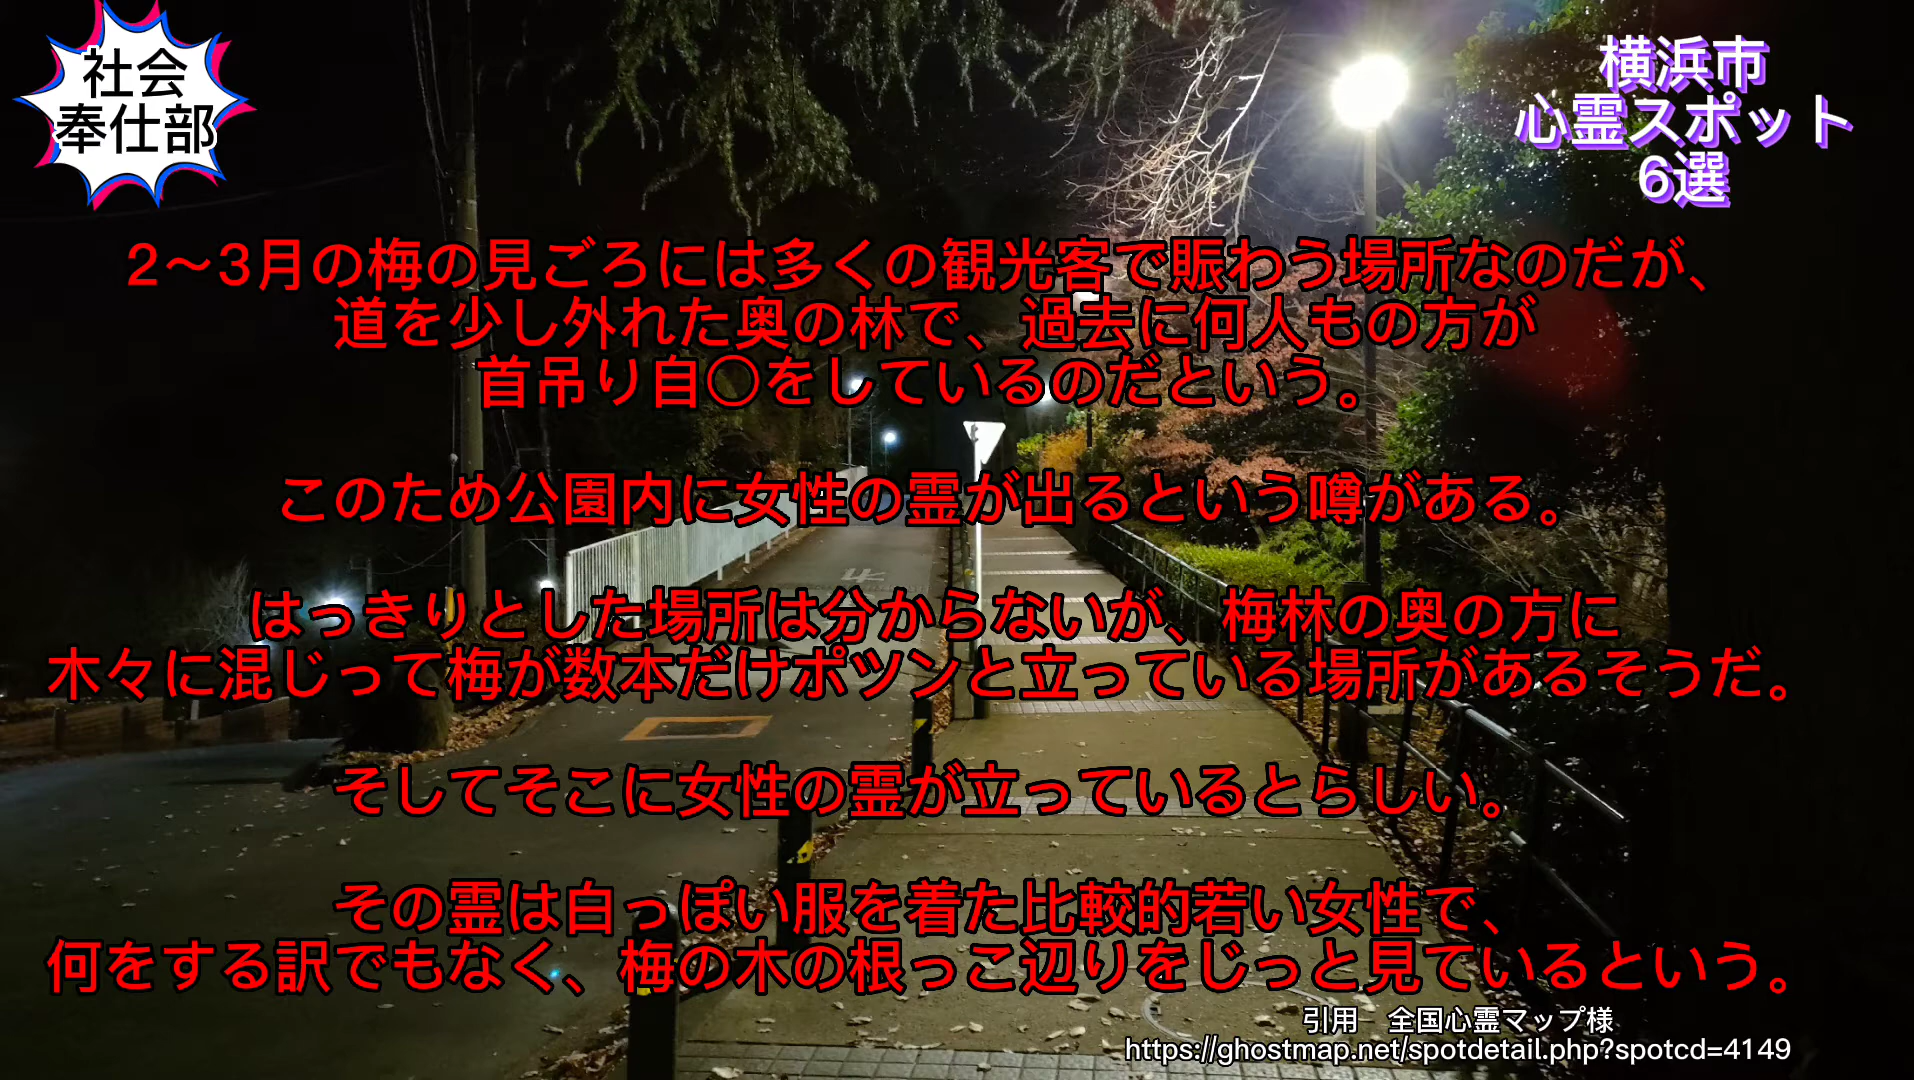 社会
奉仕部
横浜市
心霊スポット
6選
2〜3月の梅の見ごろには多くの観光客で賑わう場所なのだが、
道を少し外れた奥の林で、過去に何人もの方が
首吊り自〇をしているのだという。
このため公園内に女性の霊が出るという噂がある。
はっきりとした場所は分からないが、梅林の奥の方に
木々に混じって梅が数本だけポツンと立っている場所があるそうだ。
そしてそこに女性の霊が立っているとらしい。
その霊は白っぽい服を着た比較的若い女性で、
何をする訳でもなく、梅の木の根っこ辺りをじっと見ているという。
引用　全国心霊マップ様
https://ghostmap.net/spotdetail.php?spotcd=4149